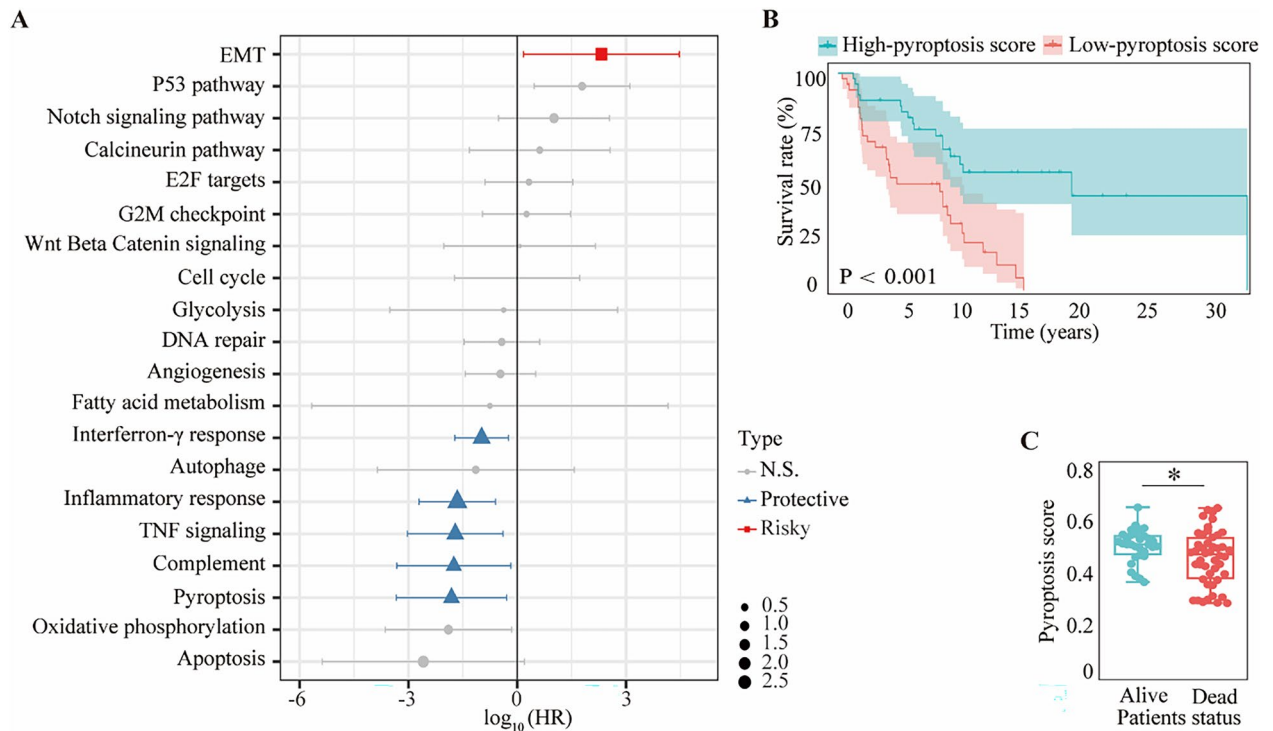 A
EMT
P53 pathway
Notch signaling pathway
Calcineurin pathway
E2F targets
G2M checkpoint
Wnt Beta Catenin signaling
Cell cycle
Glycolysis
DNA repair
Angiogenesis
Fatty acid metabolism
Interferron-γ response
Autophage
Inflammatory response
TNF signaling
Complement
Pyroptosis
Oxidative phosphorylation
Apoptosis
-6 -3 0 3
log10 (HR)
Type
N.S.
Protective
Risky
0.5
1.0
1.5
2.0
2.5
B
High-pyroptosis score Low-pyroptosis score
Survival rate (%)
100
75
50
25
0
P < 0.001
0 5 10 15 20 25 30
Time (years)
C
Pyroptosis score
0.8
0.6
0.4
0.2
0
*
Alive Dead
Patients status